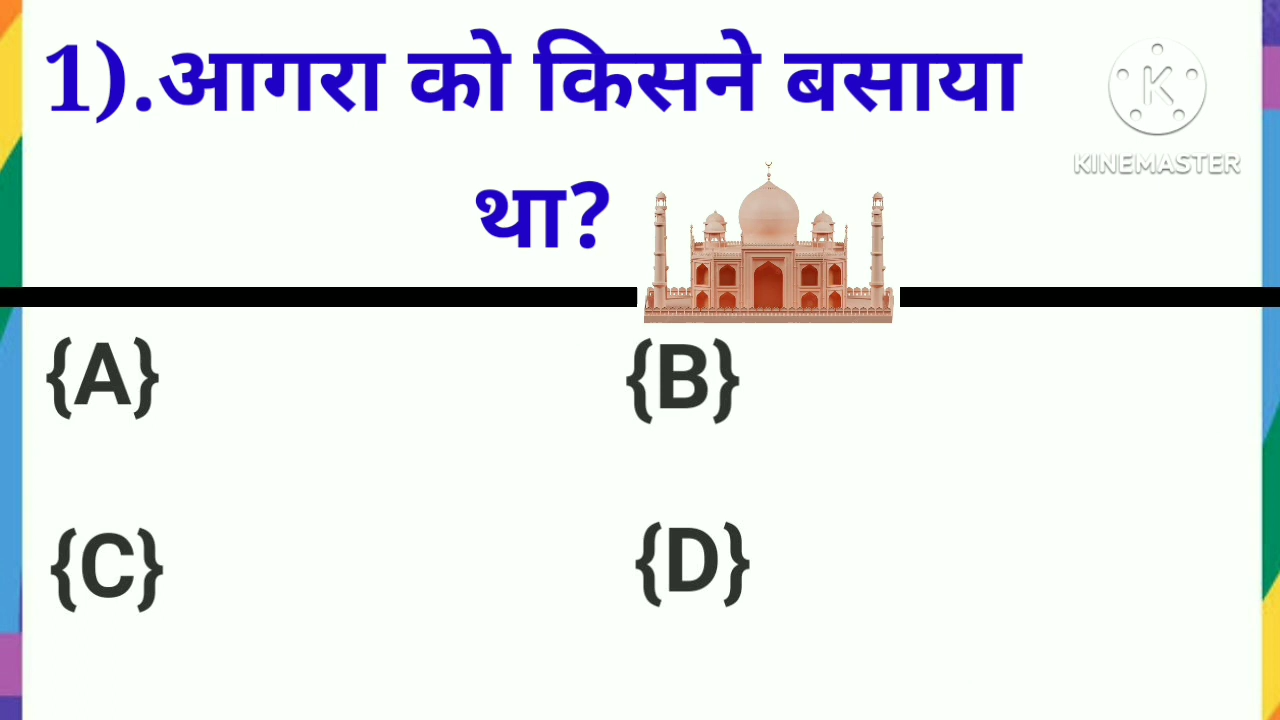 1).आगरा को किसने बसाया
था?
K
KINEMASTER
{A}
{B}
{C}
{D}